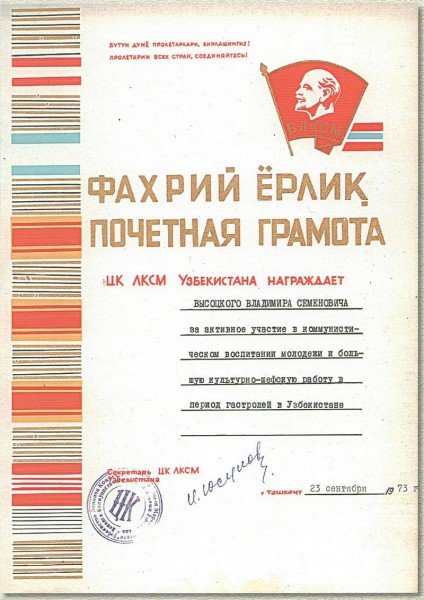 БУТУН ДУНЁ ПРОЛЕТАРЛАРИ, БИРЛАШИНГИЗ!
ПРОЛЕТАРИИ ВСЕХ СТРАН, СОЕДИНЯЙТЕСЬ!
ВЛКСМ
ФАХРИЙ ЁРЛИҚ
ПОЧЕТНАЯ ГРАМОТА
ЦК ЛКСМ УЗБЕКИСТАНА НАГРАЖДАЕТ
ВЫСОЦКОГО ВЛАДИМИРА СЕМЕНОВИЧА
за активное участие в коммунисти-
ческом воспитании молодежи и боль-
шую культурно-шефскую работу в
период гастролей в Узбекистане
Секретарь ЦК ЛКСМ
Узбекистана
г Ташкент 23 сентября 1973 г
ЦК